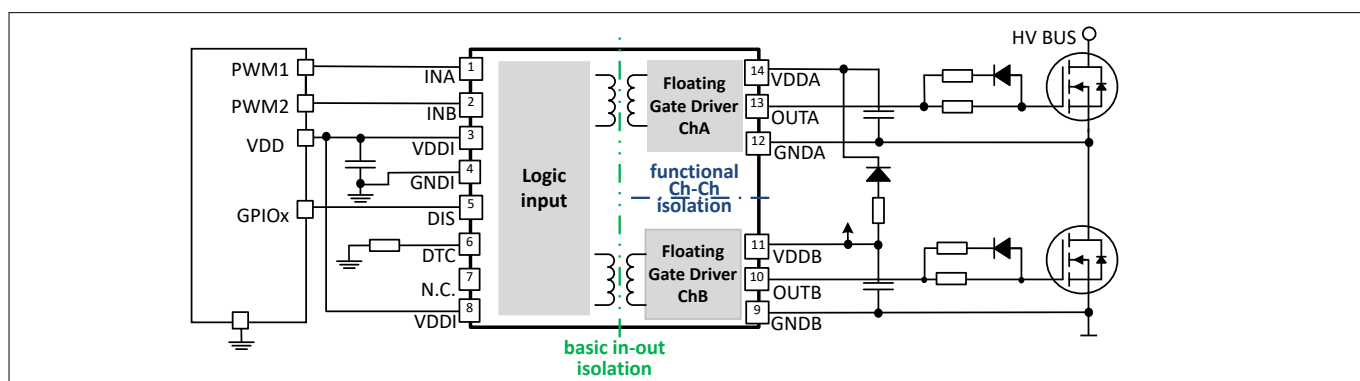 HV BUS
PWM1
PWM2
VDD
GPIOx
1
INA
2
INB
3
VDDI
4
GNDI
5
DIS
6
DTC
7
N.C.
8
VDDI
Logic
input
Floating
Gate Driver
ChA
functional
Ch-Ch
isolation
Floating
Gate Driver
ChB
14
VDDA
13
OUTA
12
GNDA
11
VDDB
10
OUTB
9
GNDB
basic in-out
isolation